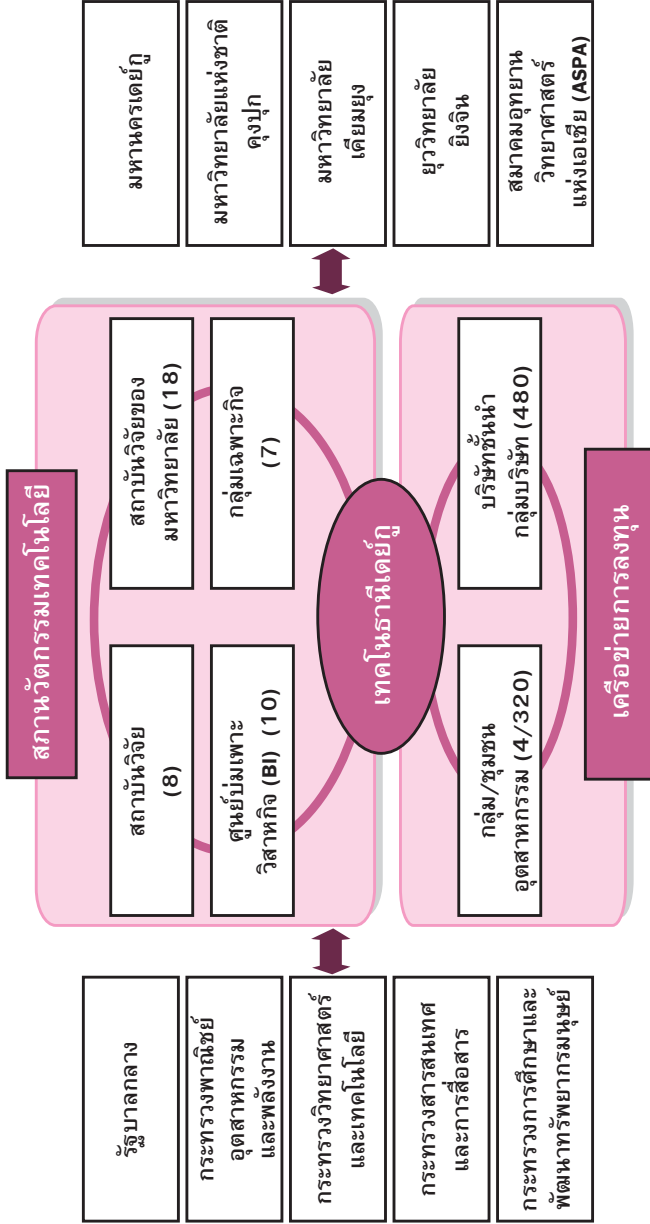 รัฐบาลกลาง
กระทรวงพาณิชย์
อุตสาหกรรม
และพลังงาน
กระทรวงวิทยาศาสตร์
และเทคโนโลยี
กระทรวงสารสนเทศ
และการสื่อสาร
กระทรวงการศึกษาและ
พัฒนาทรัพยากรมนุษย์
สถานวัตกรรมเทคโนโลยี
สถาบันวิจัย
(8)
สถาบันวิจัยของ
มหาวิทยาลัย (18)
ศูนย์บ่มเพาะ
วิสาหกิจ (BI) (10)
กลุ่มเฉพาะกิจ
(7)
เทคโนธานีเดย์กู
กลุ่ม/ชุมชน
อุตสาหกรรม (4/320)
บริษัทชั้นนำ
กลุ่มบริษัท (480)
เครือข่ายการลงทุน
มหานครเดย์กู
มหาวิทยาลัยแห่งชาติ
คุงปุก
มหาวิทยาลัย
เคียมยุง
ยุววิทยาลัย
ยิงจิน
สมาคมอุทยาน
วิทยาศาสตร์
แห่งเอเชีย (ASPA)